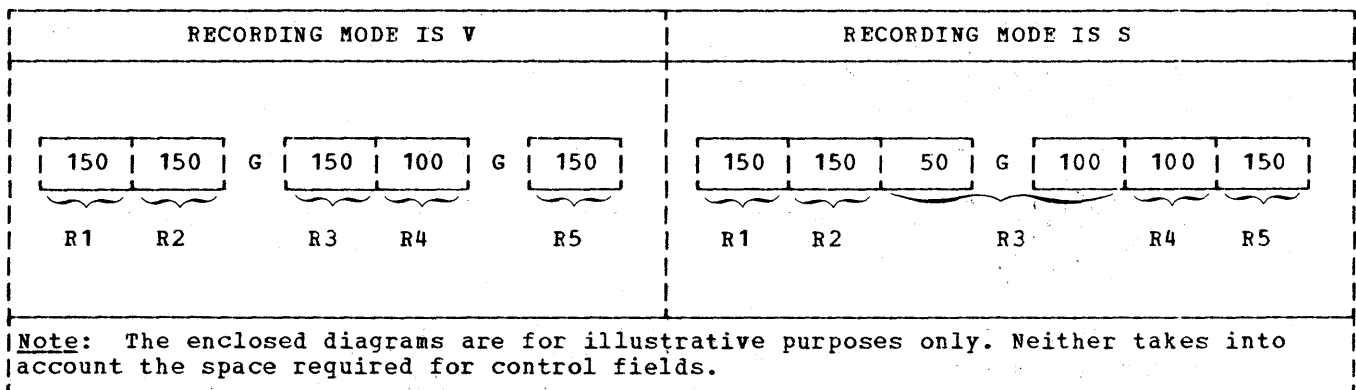 RECORDING MODE IS V
RECORDING MODE IS S
150 150 G 150 100 G 150
150 150 50 G 100 100 150
R1 R2 R3 R4 R5
R1 R2 R3 R4 R5
Note: The enclosed diagrams are for illustrative purposes only. Neither takes into
account the space required for control fields.